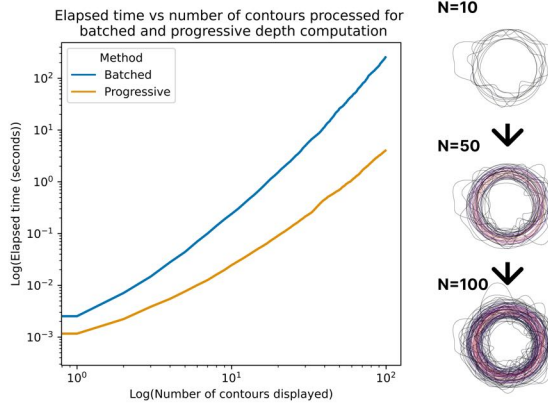 Elapsed time vs number of contours processed for
batched and progressive depth computation
Method
Batched
Progressive
Log(Elapsed time (seconds))
10²
10¹
10⁰
10⁻¹
10⁻²
10⁻³
10⁰
10¹
10²
Log(Number of contours displayed)
N=10
N=50
N=100